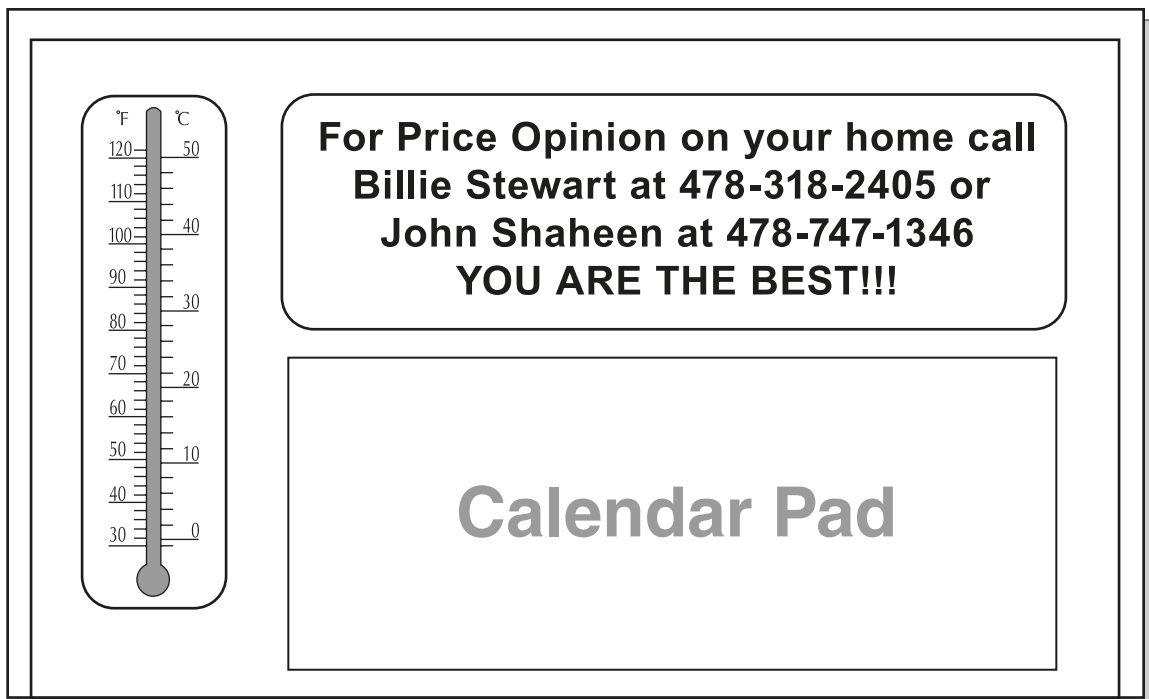 °F °C
120 50
110
100 40
90
80 30
70
60 20
50 10
40
30 0
For Price Opinion on your home call
Billie Stewart at 478-318-2405 or
John Shaheen at 478-747-1346
YOU ARE THE BEST!!!
Calendar Pad